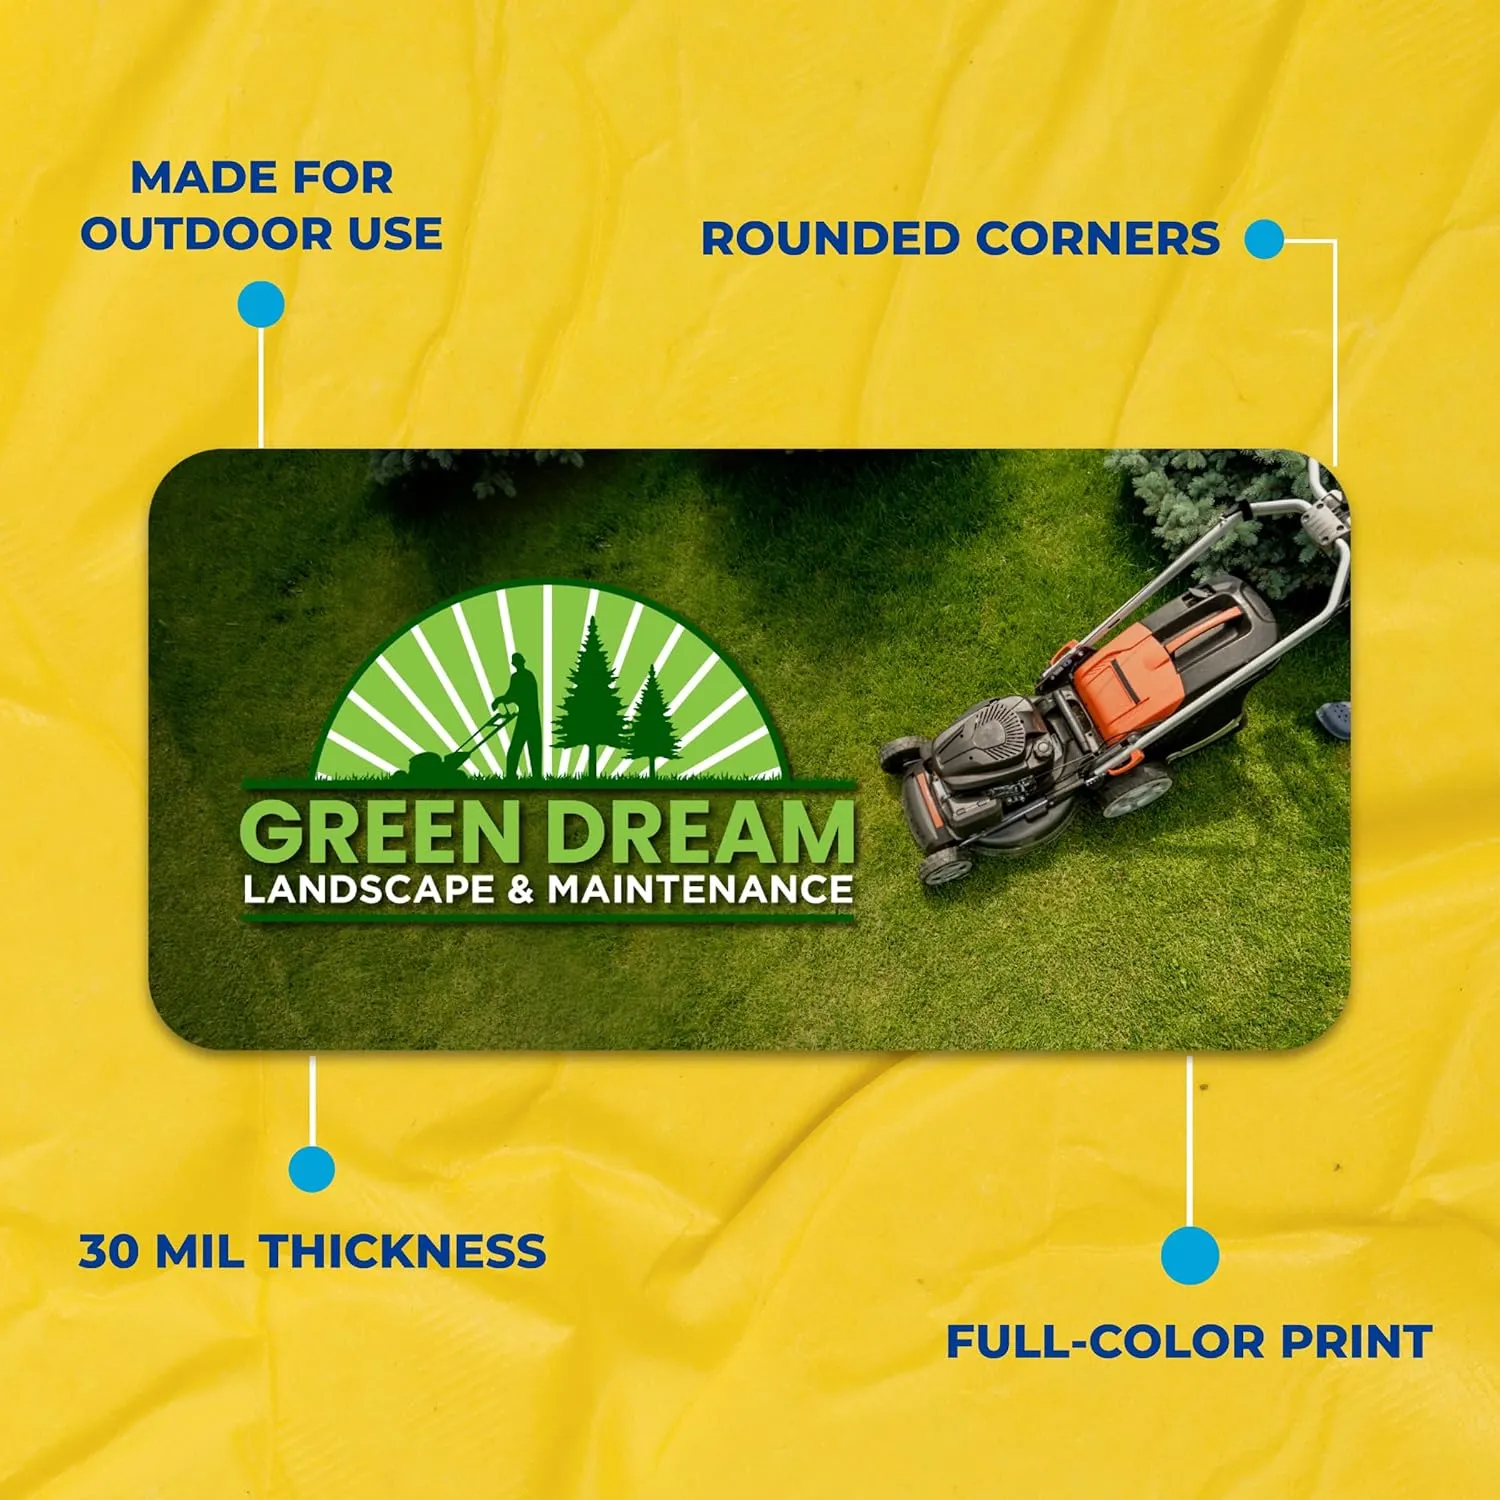 MADE FOR
OUTDOOR USE
ROUNDED CORNERS
GREEN DREAM
LANDSCAPE & MAINTENANCE
30 MIL THICKNESS
FULL-COLOR PRINT